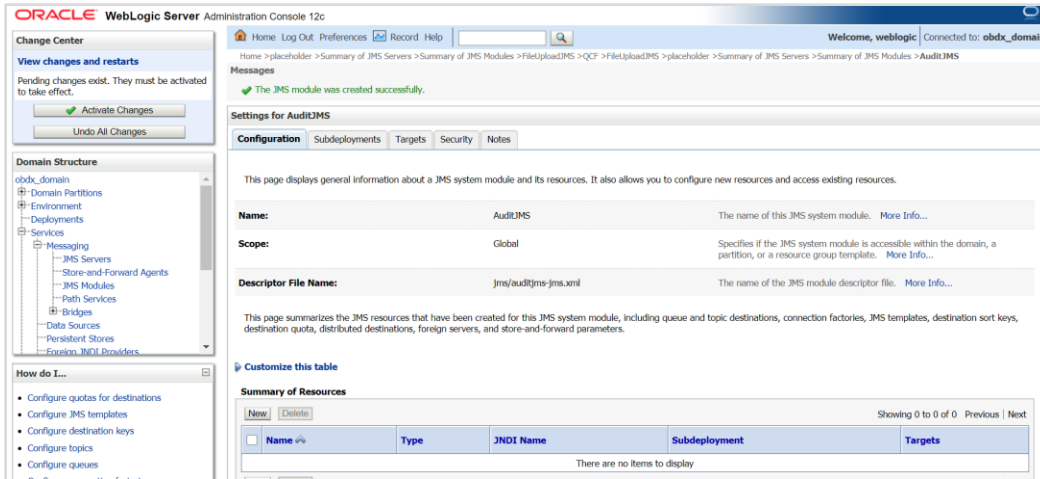 ORACLE WebLogic Server Administration Console 12c
Change Center
View changes and restarts
Pending changes exist. They must be activated
to take effect.
Activate Changes
Undo All Changes
Domain Structure
obdx_domain
Domain Partitions
Environment
Deployments
Services
Messaging
JMS Servers
Store-and-Forward Agents
JMS Modules
Path Services
Bridges
Data Sources
Persistent Stores
Foreign JNDI Providers
How do I...
Configure quotas for destinations
Configure JMS templates
Configure destination keys
Configure topics
Configure queues
Home Log Out Preferences Record Help
Welcome, weblogic Connected to: obdx_domai
Home >placeholder >Summary of JMS Servers >Summary of JMS Modules >FileUploadJMS >QCF >FileUploadJMS >placeholder >Summary of JMS Servers >Summary of JMS Modules >AuditJMS
Messages
The JMS module was created successfully.
Settings for AuditJMS
Configuration Subdeployments Targets Security Notes
This page displays general information about a JMS system module and its resources. It also allows you to configure new resources and access existing resources.
Name: AuditJMS The name of this JMS system module. More Info...
Scope: Global Specifies if the JMS system module is accessible within the domain, a
partition, or a resource group template. More Info...
Descriptor File Name: jms/auditjms-jms.xml The name of the JMS module descriptor file. More Info...
This page summarizes the JMS resources that have been created for this JMS system module, including queue and topic destinations, connection factories, JMS templates, destination sort keys,
destination quota, distributed destinations, foreign servers, and store-and-forward parameters.
Customize this table
Summary of Resources
New Delete Showing 0 to 0 of 0 Previous Next
Name Type JNDI Name Subdeployment Targets
There are no items to display